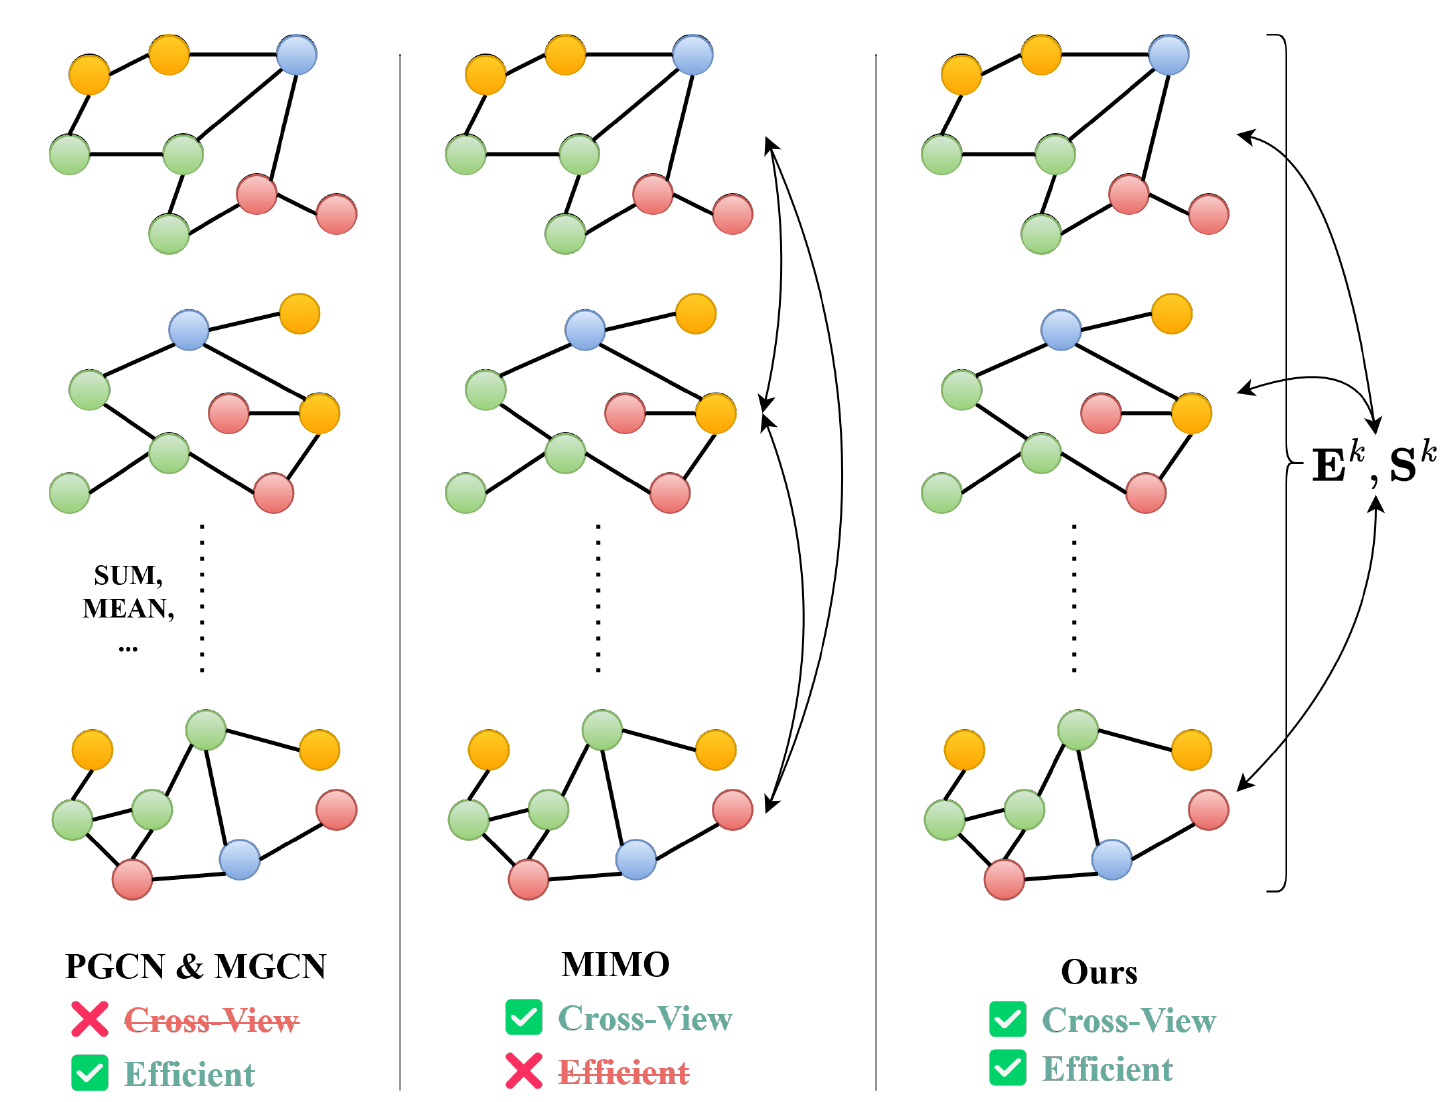 SUM,
MEAN,
...
E^k, S^k
PGCN & MGCN
Cross-View
Efficient
MIMO
Cross-View
Efficient
Ours
Cross-View
Efficient